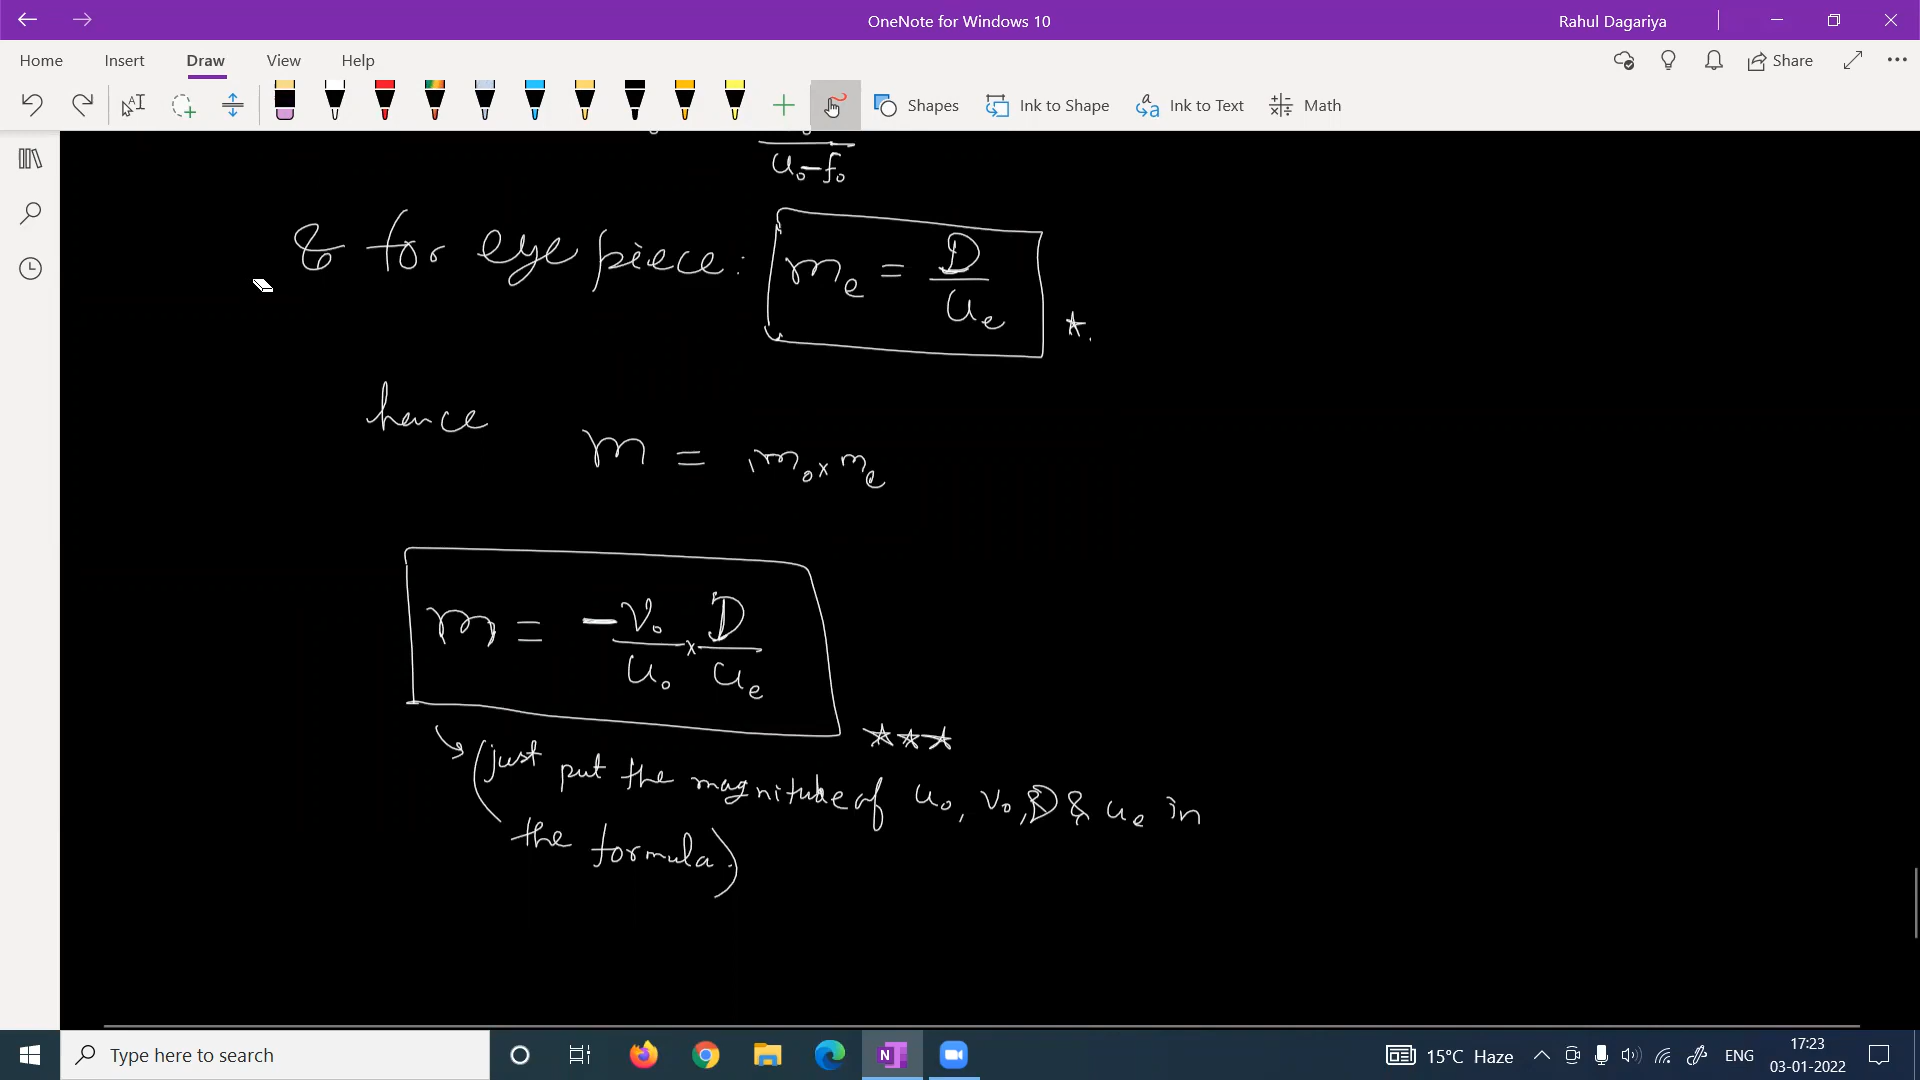 OneNote for Windows 10
Rahul Dagariya
Home Insert Draw View Help
Share
Shapes Ink to Shape Ink to Text Math
u₀-f₀
& for eye piece: mₑ = D/uₑ
hence
m = m₀ × mₑ
m = -v₀/u₀ × D/uₑ
(just put the magnitude of u₀, v₀, D & uₑ in
the formula.)
Type here to search
15°C Haze
ENG
17:23
03-01-2022